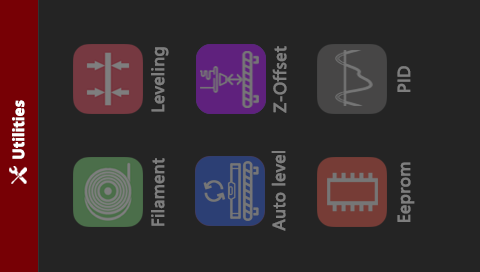 Utilities
Filament
Leveling
Auto level
Z-Offset
Eeprom
PID